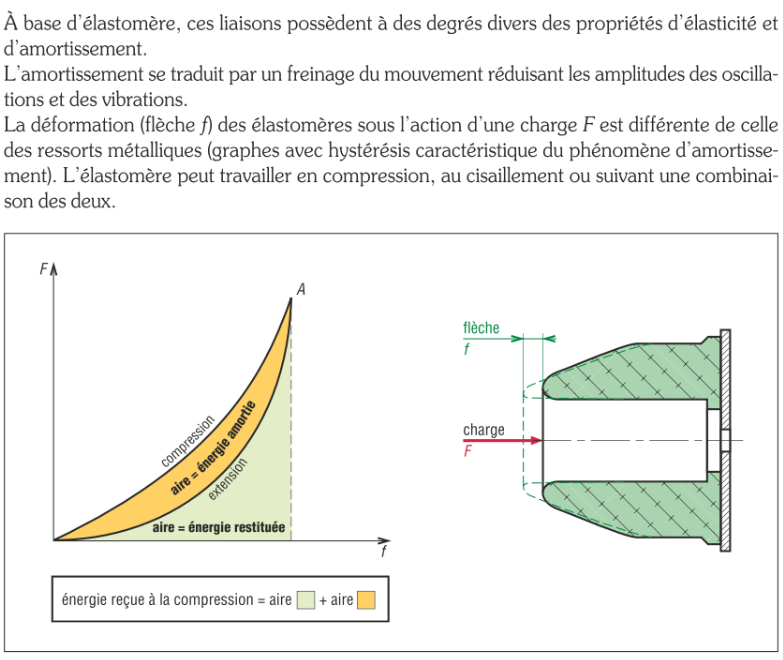 À base d'élastomère, ces liaisons possèdent à des degrés divers des propriétés d'élasticité et
d'amortissement.
L'amortissement se traduit par un freinage du mouvement réduisant les amplitudes des oscilla-
tions et des vibrations.
La déformation (flèche f) des élastomères sous l'action d'une charge F est différente de celle
des ressorts métalliques (graphes avec hystérésis caractéristique du phénomène d'amortisse-
ment). L'élastomère peut travailler en compression, au cisaillement ou suivant une combinai-
son des deux.
F
A
compression
aire = énergie amortie
extension
aire = énergie restituée
f
énergie reçue à la compression = aire + aire
flèche
f
charge
F